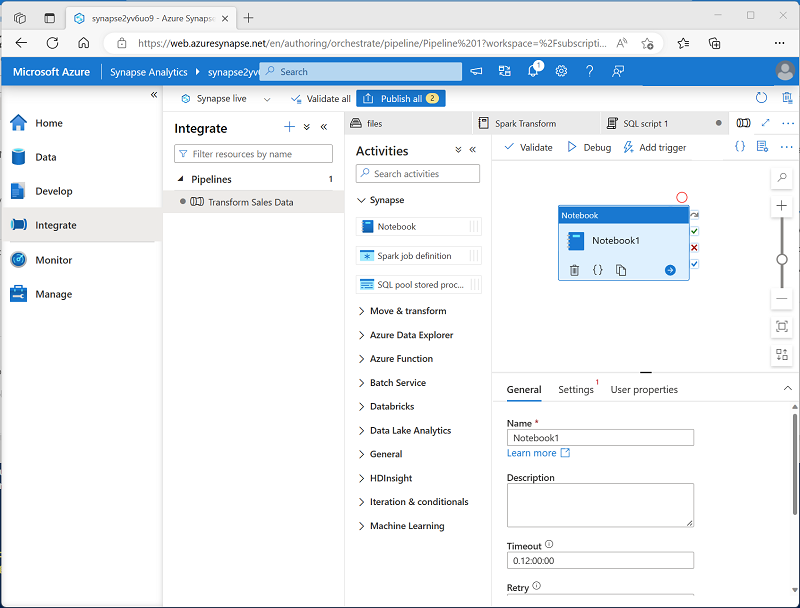 synapse2yv6uo9 - Azure Synaps
https://web.azuresynapse.net/en/authoring/orchestrate/pipeline/Pipeline%201?workspace=%2Fsubscripti...
Microsoft Azure
Synapse Analytics
synapse2yv
Search
1
Home
Data
Develop
Integrate
Monitor
Manage
Synapse live
Validate all
Publish all
2
Integrate
Filter resources by name
Pipelines
1
Transform Sales Data
files
Spark Transform
SQL script 1
Activities
Search activities
Synapse
Notebook
Spark job definition
SQL pool stored proc...
Move & transform
Azure Data Explorer
Azure Function
Batch Service
Databricks
Data Lake Analytics
General
HDInsight
Iteration & conditionals
Machine Learning
Validate
Debug
Add trigger
Notebook
Notebook1
General
Settings 1
User properties
Name *
Notebook1
Learn more
Description
Timeout
0.12:00:00
Retry